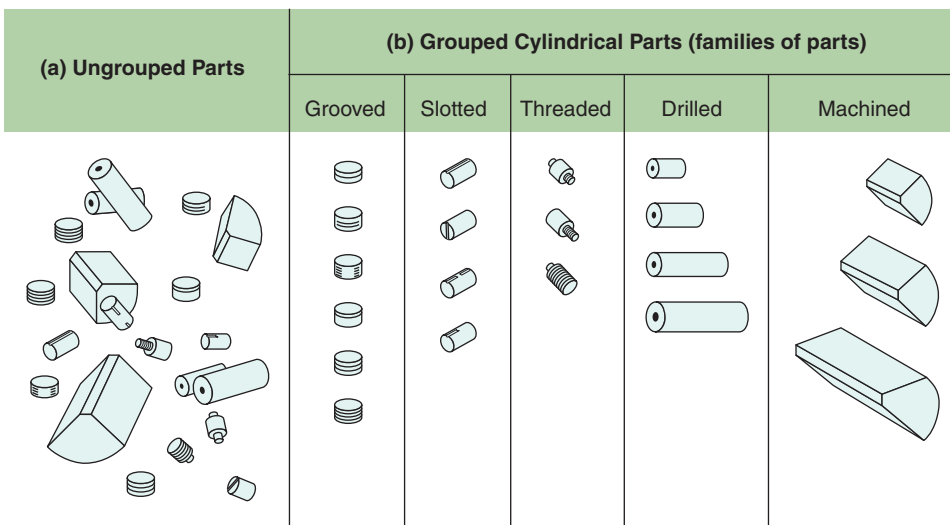 (a) Ungrouped Parts
(b) Grouped Cylindrical Parts (families of parts)
Grooved Slotted Threaded Drilled Machined